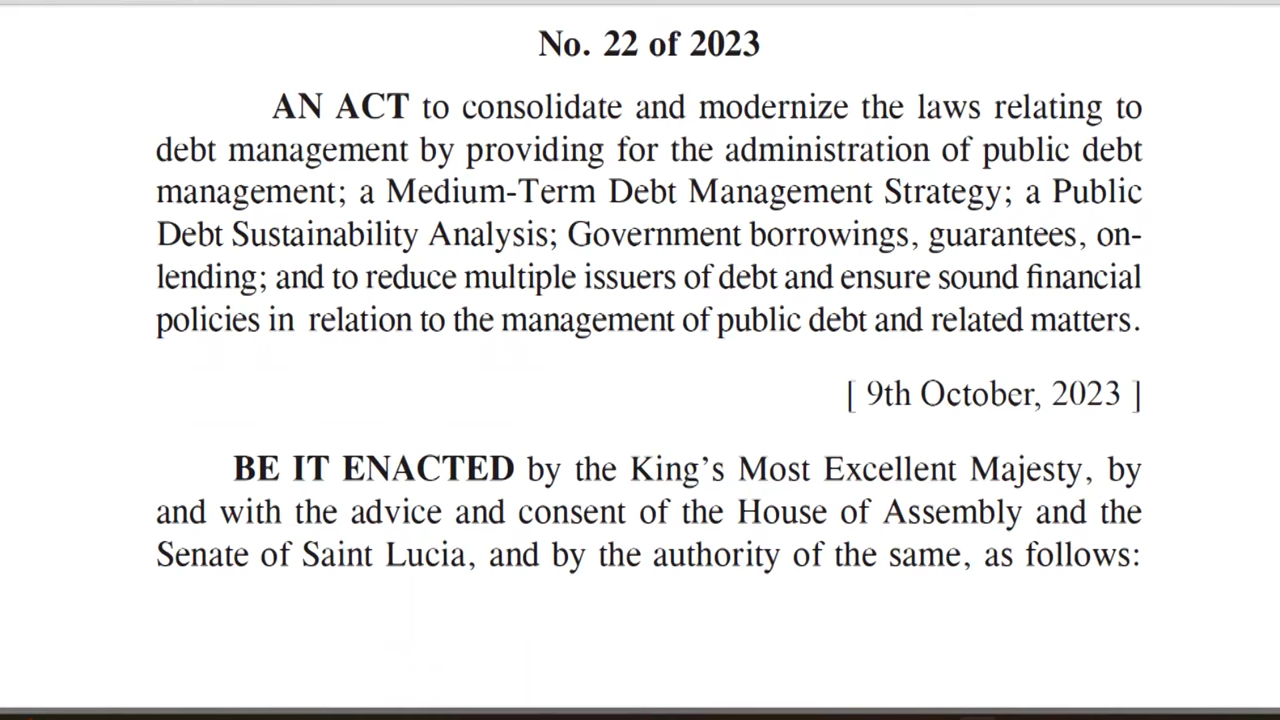 No. 22 of 2023
AN ACT to consolidate and modernize the laws relating to
debt management by providing for the administration of public debt
management; a Medium-Term Debt Management Strategy; a Public
Debt Sustainability Analysis; Government borrowings, guarantees, on-
lending; and to reduce multiple issuers of debt and ensure sound financial
policies in relation to the management of public debt and related matters.
[ 9th October, 2023 ]
BE IT ENACTED by the King’s Most Excellent Majesty, by
and with the advice and consent of the House of Assembly and the
Senate of Saint Lucia, and by the authority of the same, as follows: